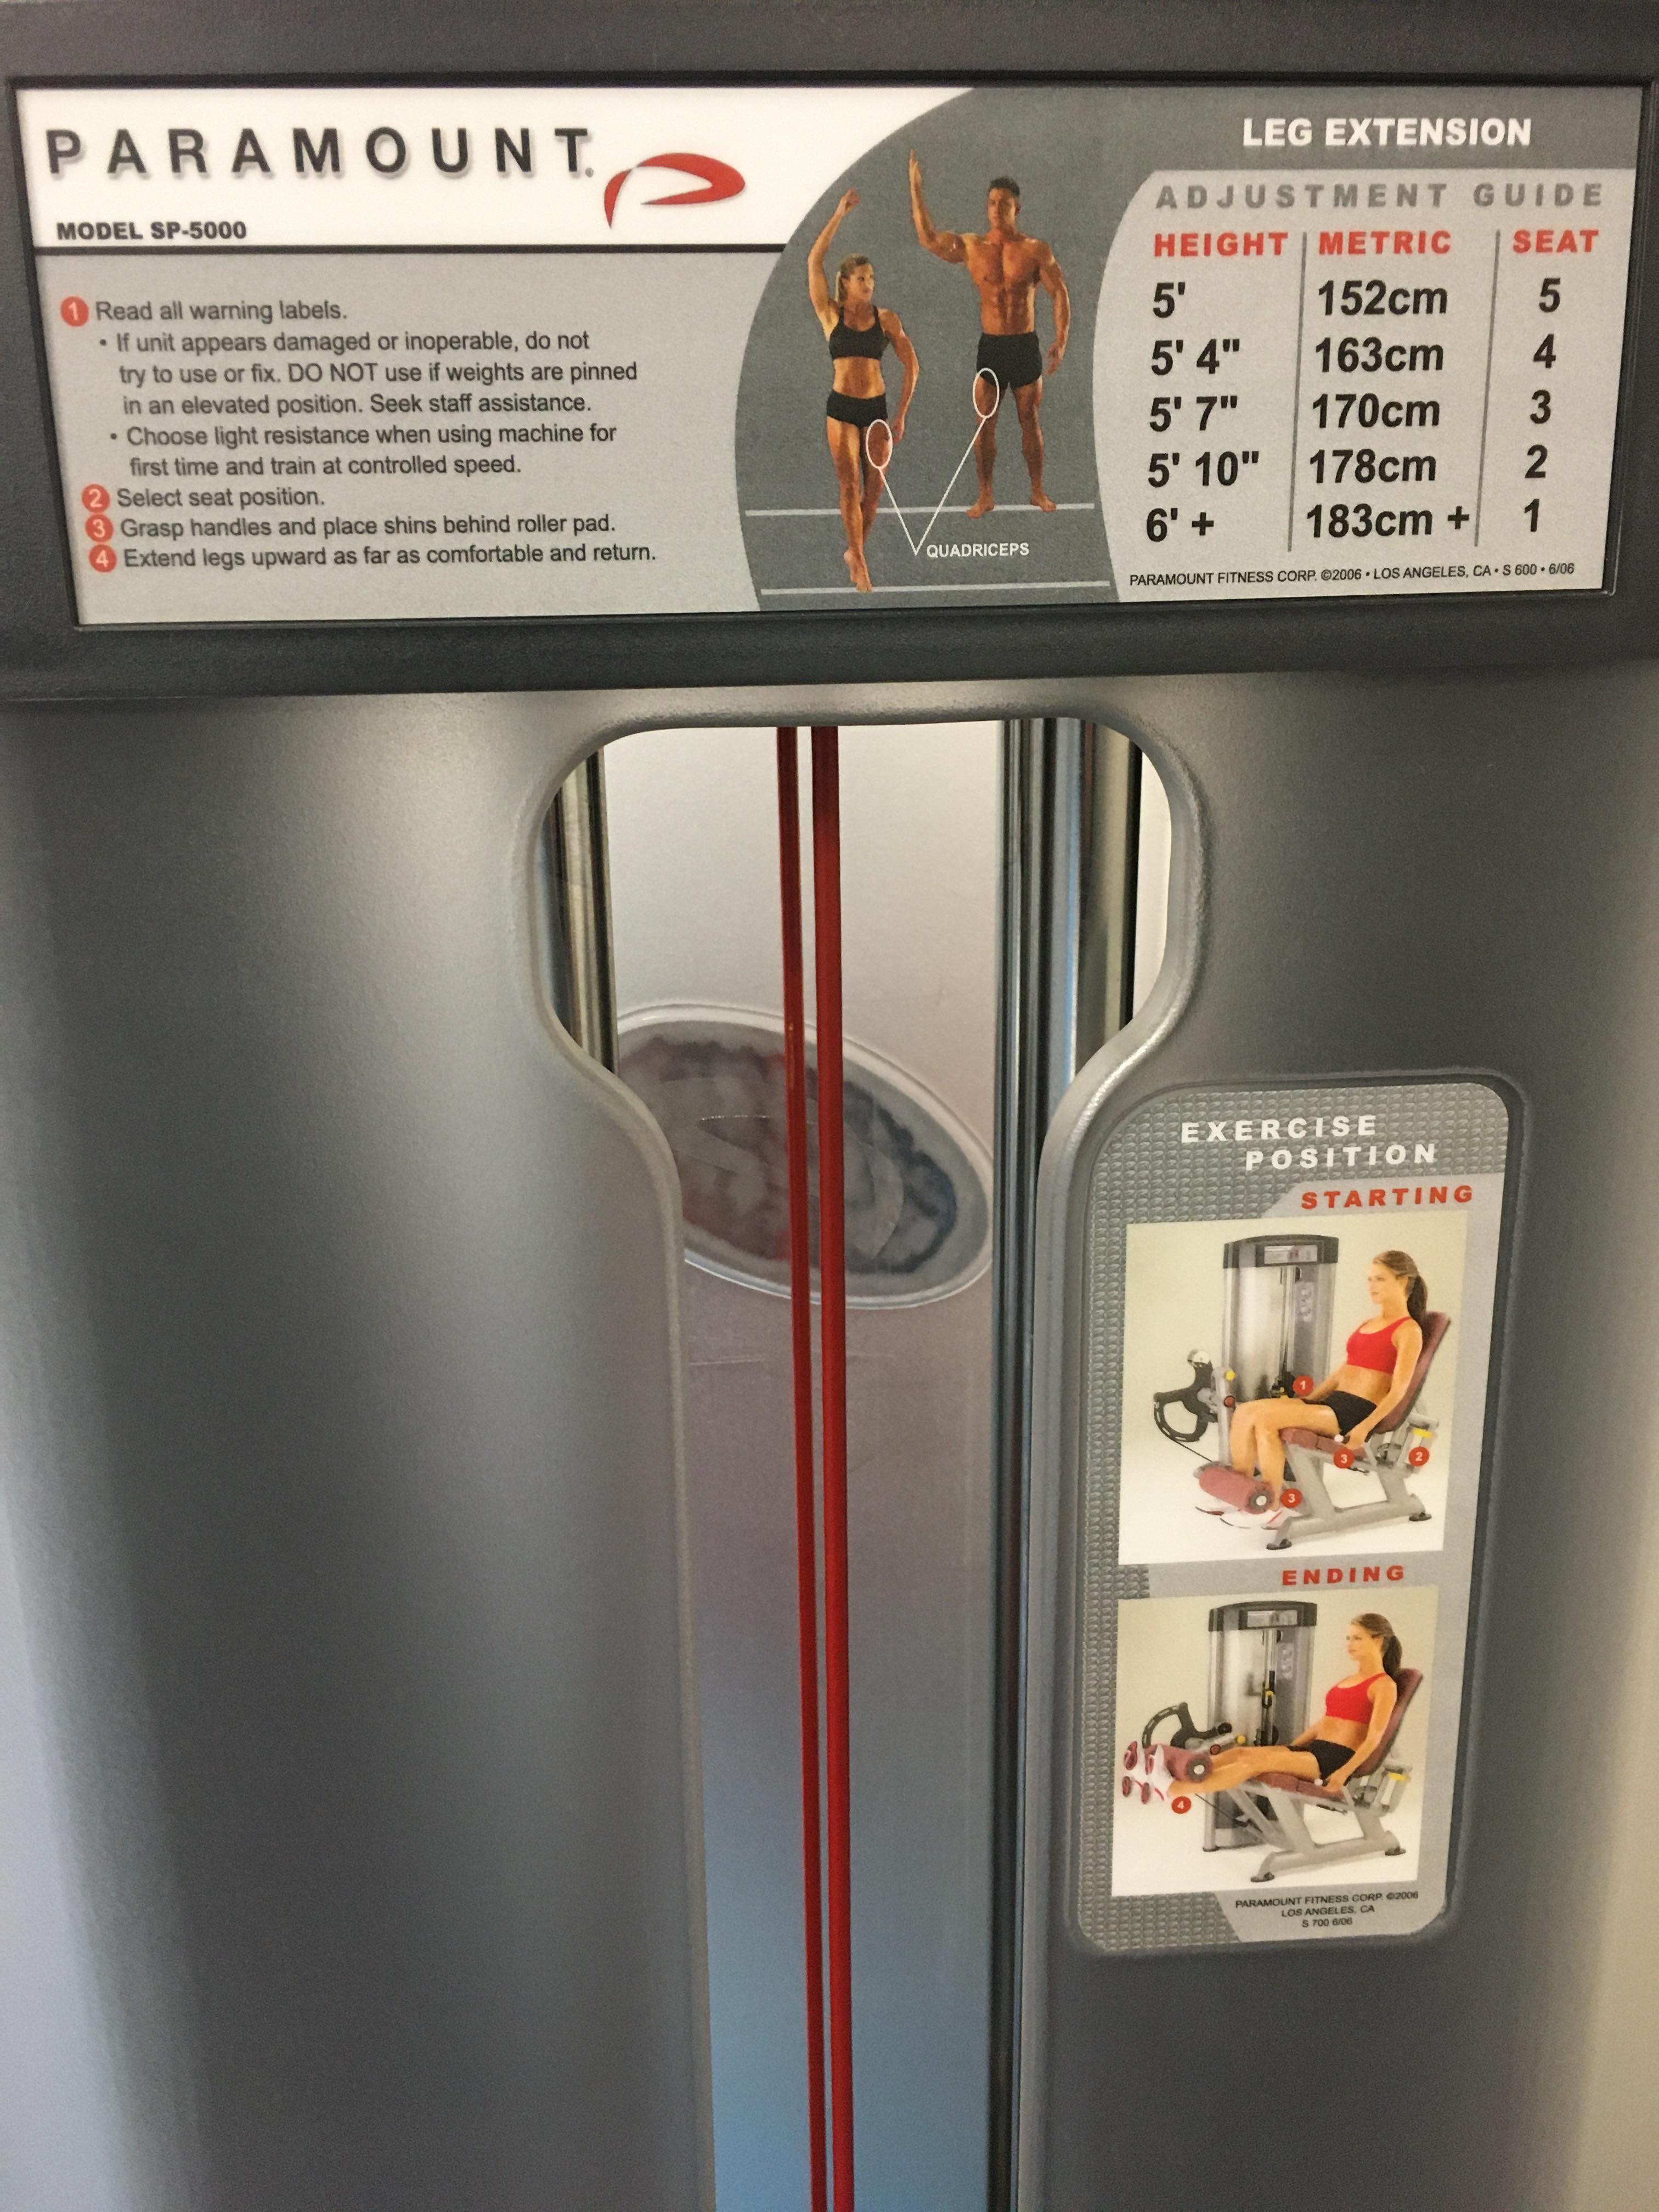 PARAMOUNT®
MODEL SP-5000
1 Read all warning labels.
• If unit appears damaged or inoperable, do not
try to use or fix. DO NOT use if weights are pinned
in an elevated position. Seek staff assistance.
• Choose light resistance when using machine for
first time and train at controlled speed.
2 Select seat position.
3 Grasp handles and place shins behind roller pad.
4 Extend legs upward as far as comfortable and return.
QUADRICEPS
LEG EXTENSION
ADJUSTMENT GUIDE
HEIGHT METRIC SEAT
5' 152cm 5
5' 4" 163cm 4
5' 7" 170cm 3
5' 10" 178cm 2
6' + 183cm + 1
PARAMOUNT FITNESS CORP. ©2006 • LOS ANGELES, CA • S 600 • 6/06
EXERCISE
POSITION
STARTING
1
3 2
3
ENDING
4
PARAMOUNT FITNESS CORP. ©2006
LOS ANGELES, CA
S 700 6/06